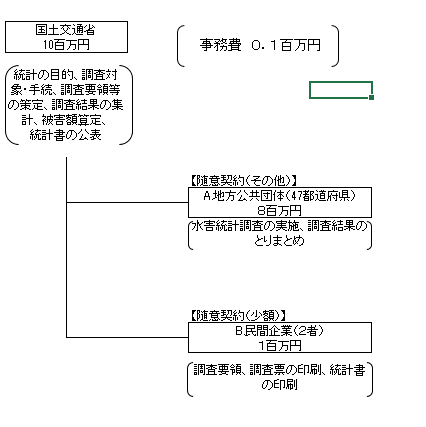 国土交通省
10百万円
事務費　０．１百万円
統計の目的、調査対
象・手続、調査要領等
の策定、調査結果の集
計、被害額算定、
統計書の公表
【随意契約（その他）】
Ａ.地方公共団体（47都道府県）
８百万円
水害統計調査の実施、調査結果の
とりまとめ
【随意契約（少額）】
Ｂ.民間企業（２者）
１百万円
調査要領、調査票の印刷、統計書
の印刷